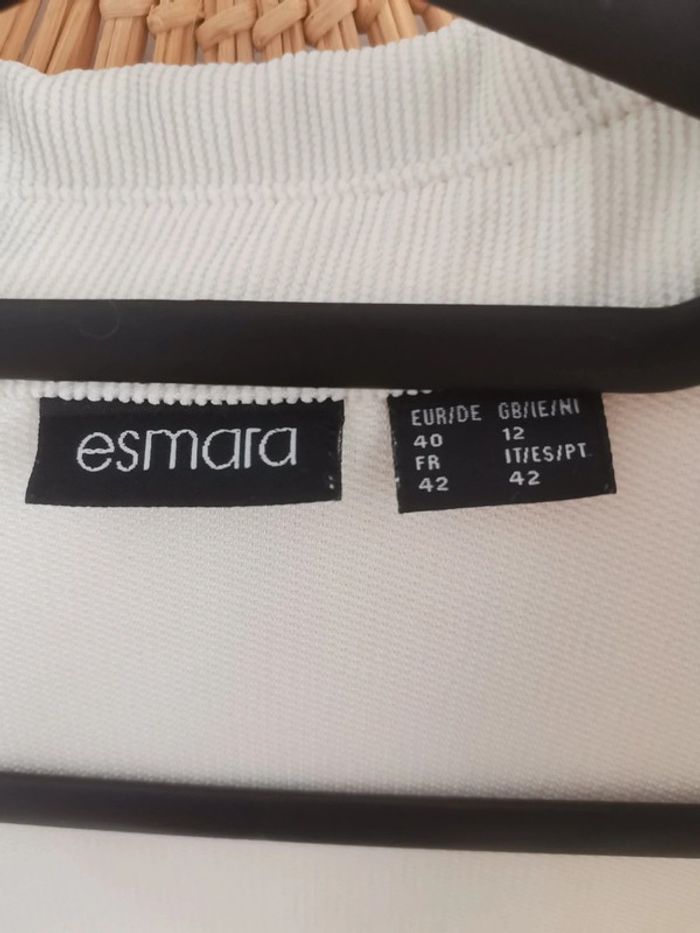 esmara
EUR/DE GB/IE/NI
40 12
FR IT/ES/PT
42 42